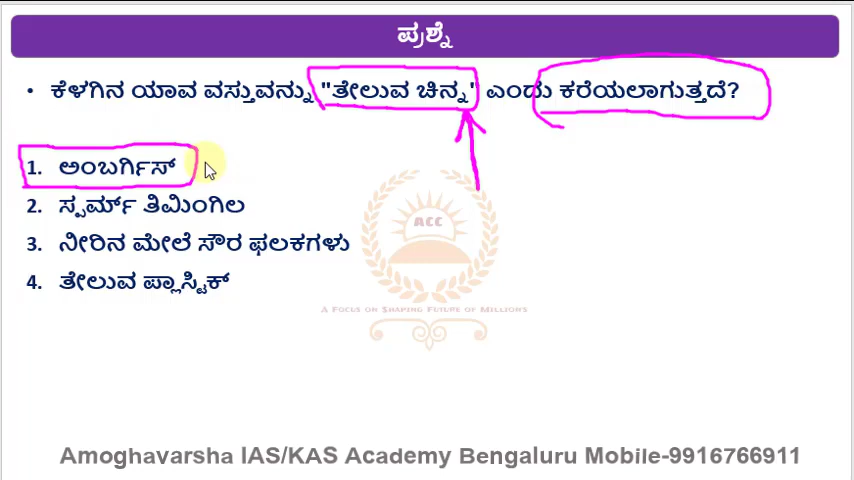 ಪ್ರಶ್ನೆ
• ಕೆಳಗಿನ ಯಾವ ವಸ್ತುವನ್ನು "ತೇಲುವ ಚಿನ್ನ" ಎಂದು ಕರೆಯಲಾಗುತ್ತದೆ?
1. ಅಂಬರ್ಗಿಸ್
2. ಸ್ಪರ್ಮ್ ತಿಮಿಂಗಿಲ
3. ನೀರಿನ ಮೇಲೆ ಸೌರ ಫಲಕಗಳು
4. ತೇಲುವ ಪ್ಲಾಸ್ಟಿಕ್
ACC
A Focus on Shaping Future of Millions
Amoghavarsha IAS/KAS Academy Bengaluru Mobile-9916766911